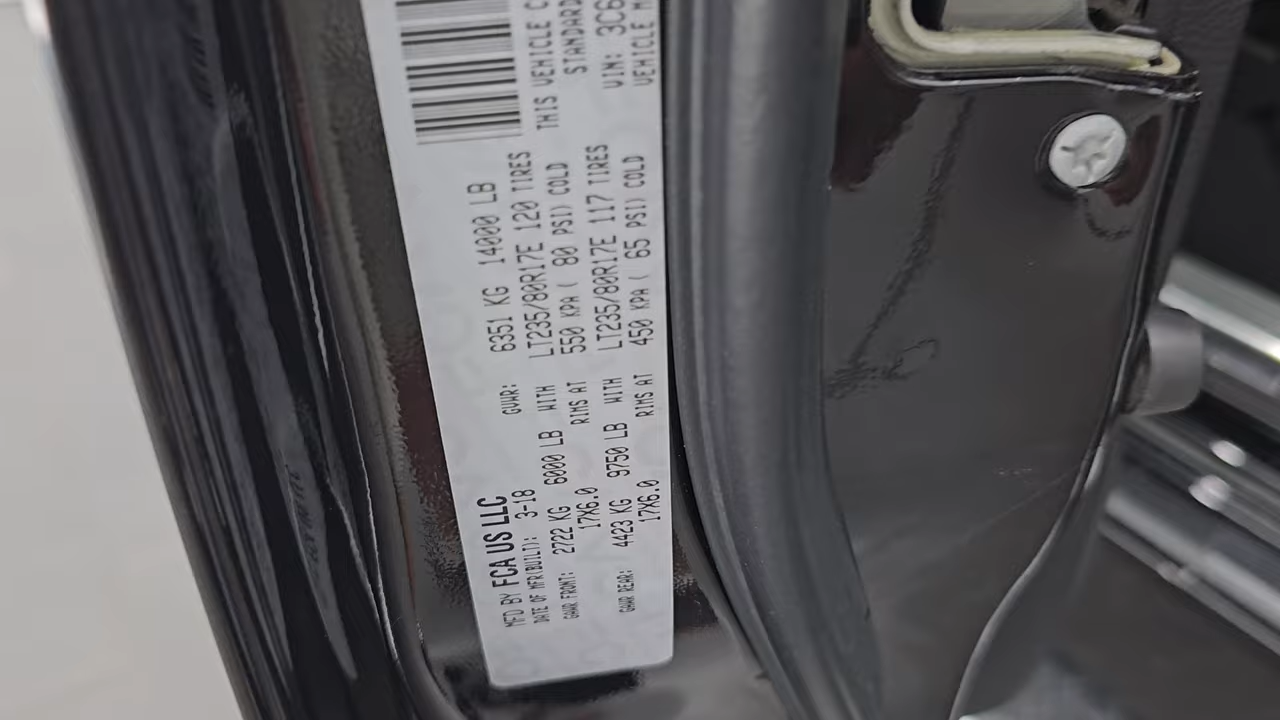 MFD BY FCA US LLC
DATE OF MFR(BUILT): 3-18 GVWR: 6351 KG 14000 LB
GAWR FRONT: 2722 KG 6000 LB WITH LT235/80R17E 120 TIRES
17X6.0 RIMS AT 550 KPA ( 80 PSI) COLD
GAWR REAR: 4423 KG 9750 LB WITH LT235/80R17E 117 TIRES
17X6.0 RIMS AT 450 KPA ( 65 PSI) COLD
THIS VEHICLE C
STANDARD
VIN: 3C6
VEHICLE M